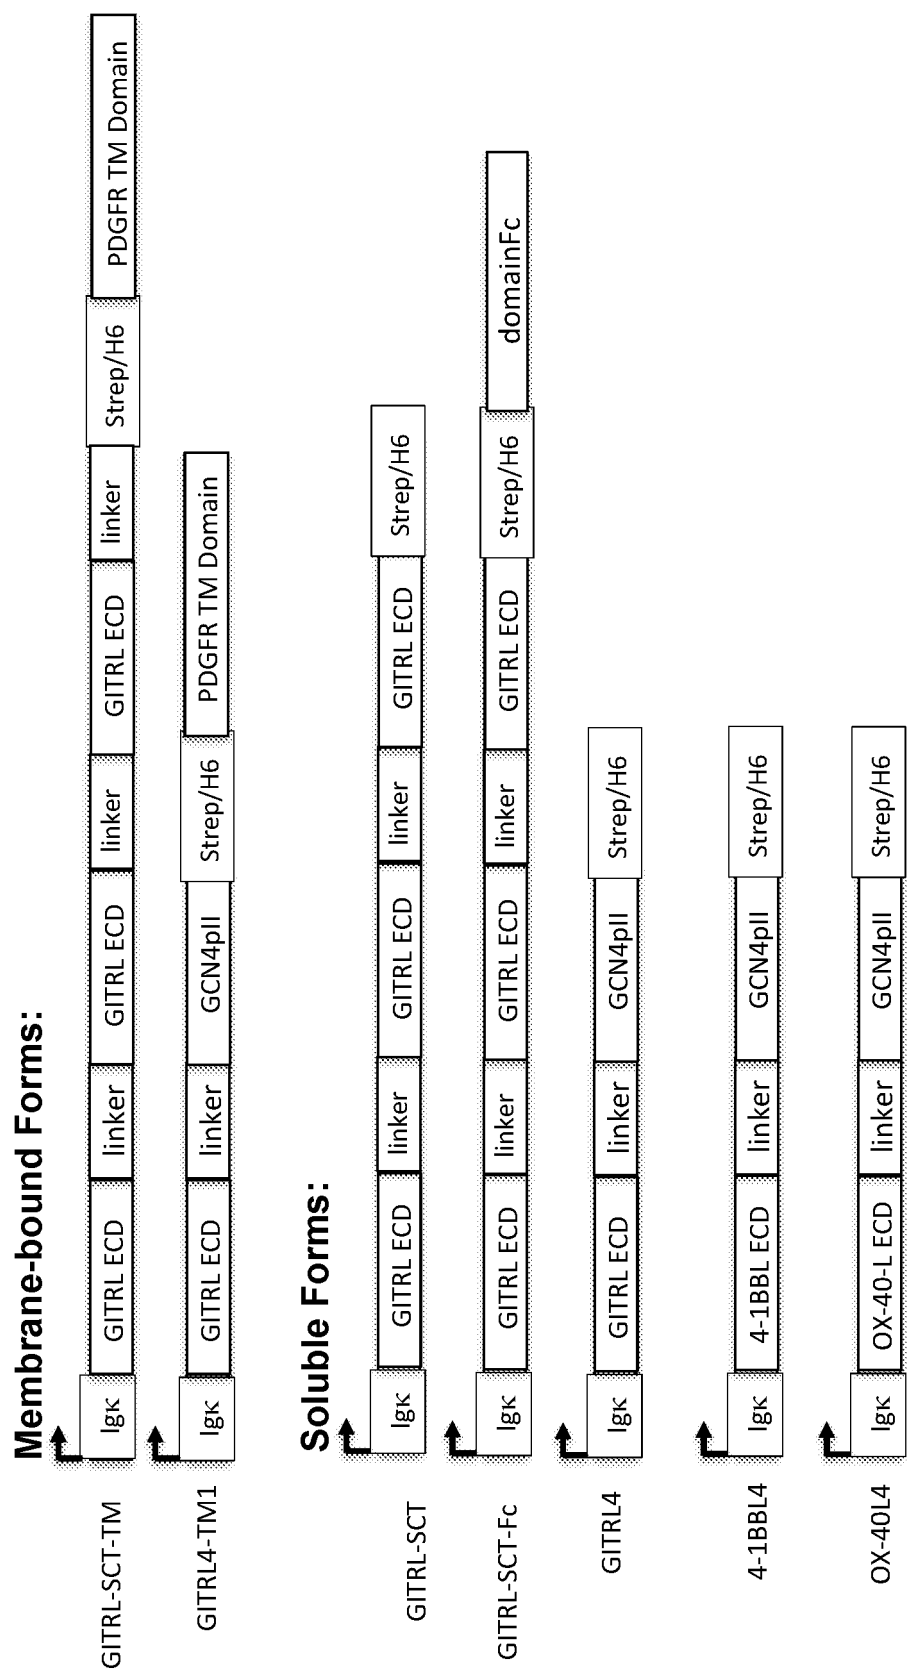 Membrane-bound Forms:
GITRL-SCT-TM
Igκ
GITRL ECD
linker
GITRL ECD
linker
GITRL ECD
linker
Strep/H6
PDGFR TM Domain
GITRL4-TM1
Igκ
GITRL ECD
linker
GCN4pII
Strep/H6
PDGFR TM Domain
Soluble Forms:
GITRL-SCT
Igκ
GITRL ECD
linker
GITRL ECD
linker
GITRL ECD
Strep/H6
GITRL-SCT-Fc
Igκ
GITRL ECD
linker
GITRL ECD
linker
GITRL ECD
Strep/H6
domainFc
GITRL4
Igκ
GITRL ECD
linker
GCN4pII
Strep/H6
4-1BBL4
Igκ
4-1BBL ECD
linker
GCN4pII
Strep/H6
OX-40L4
Igκ
OX-40-L ECD
linker
GCN4pII
Strep/H6